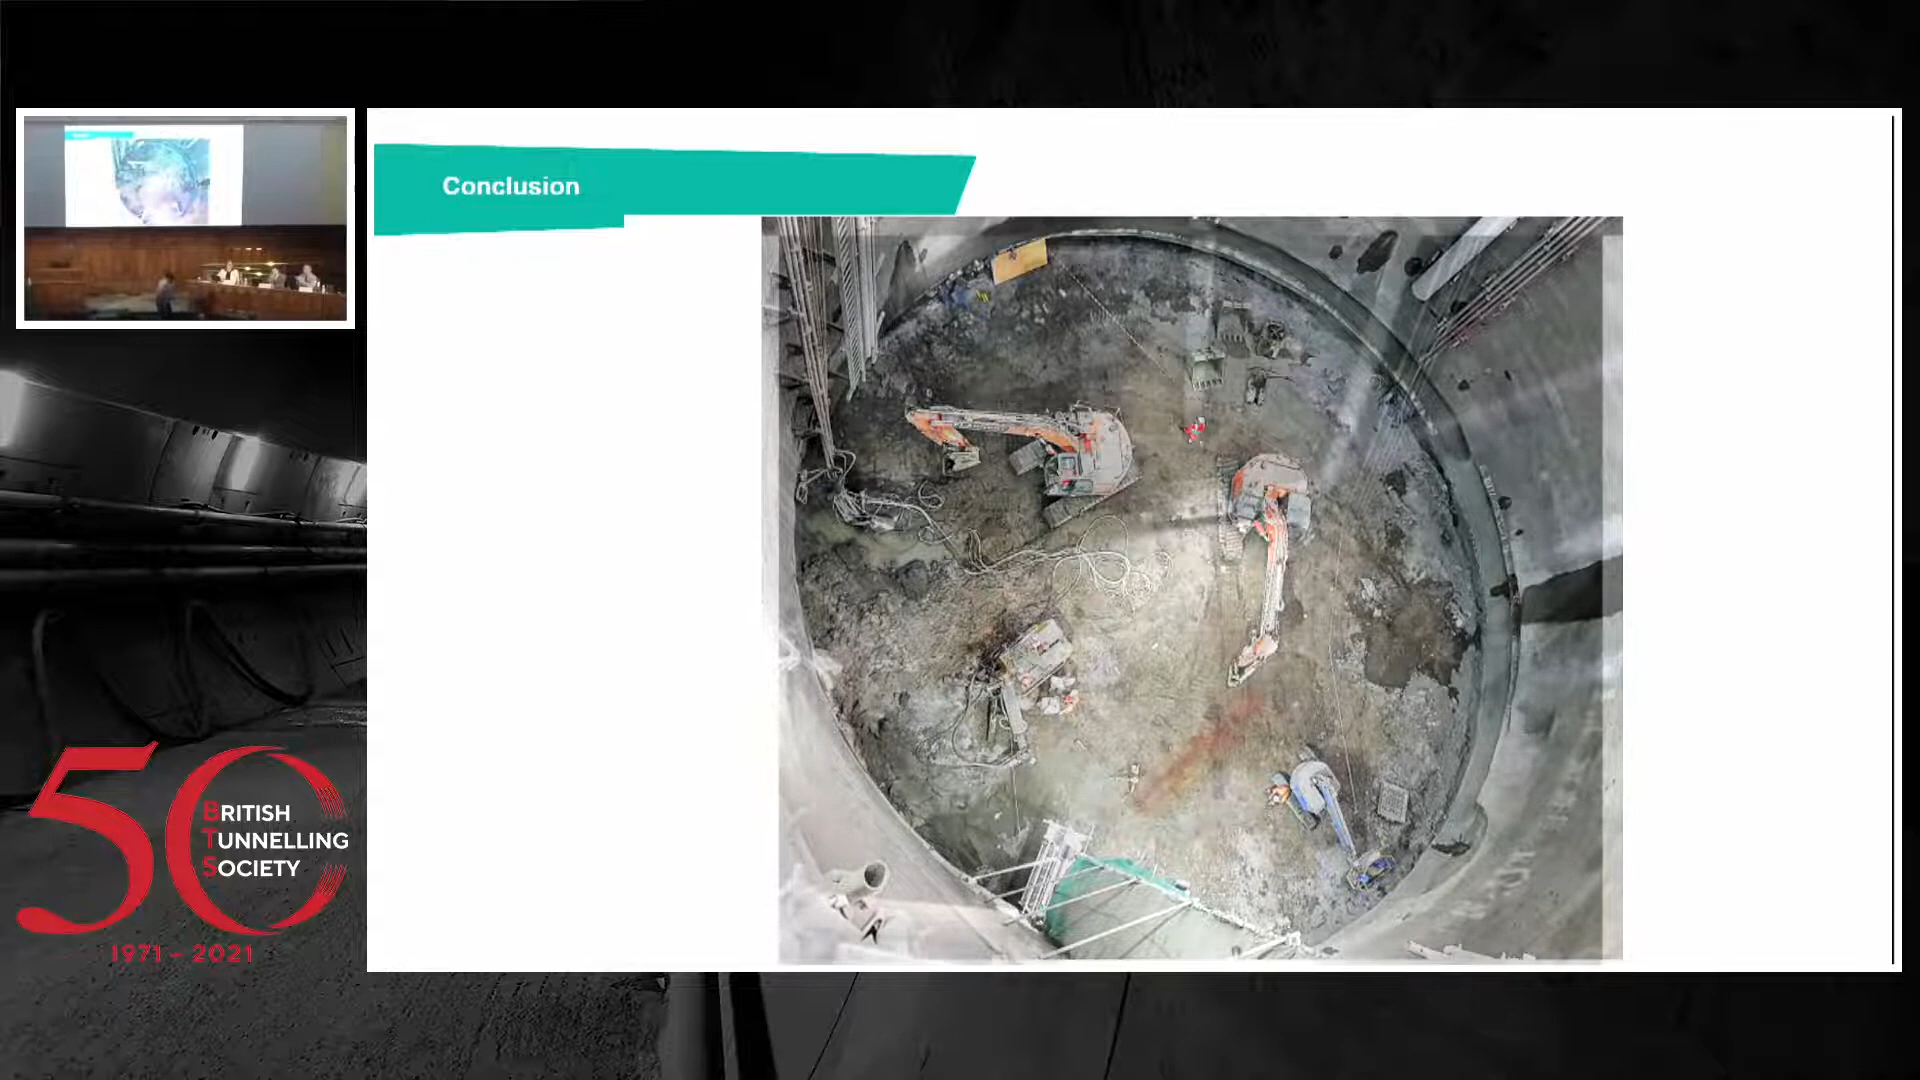 Conclusion
50
BRITISH
TUNNELLING
SOCIETY
1971 - 2021